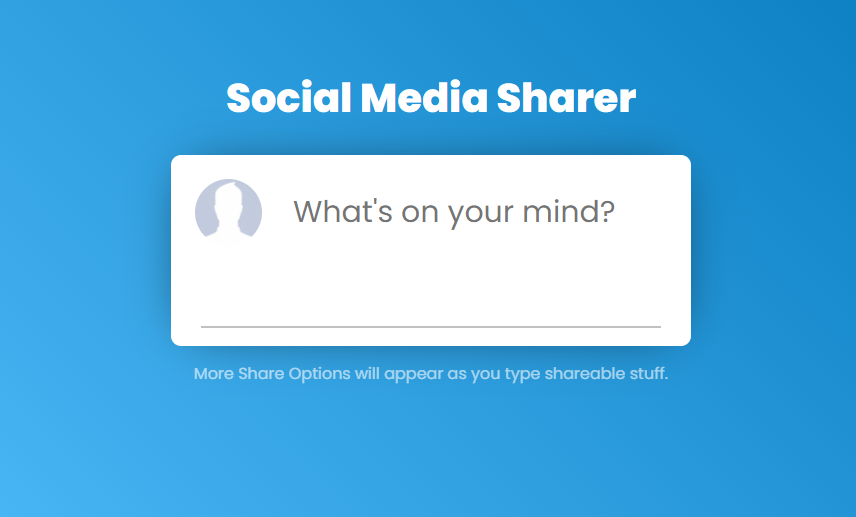 Social Media Sharer
What's on your mind?
More Share Options will appear as you type shareable stuff.